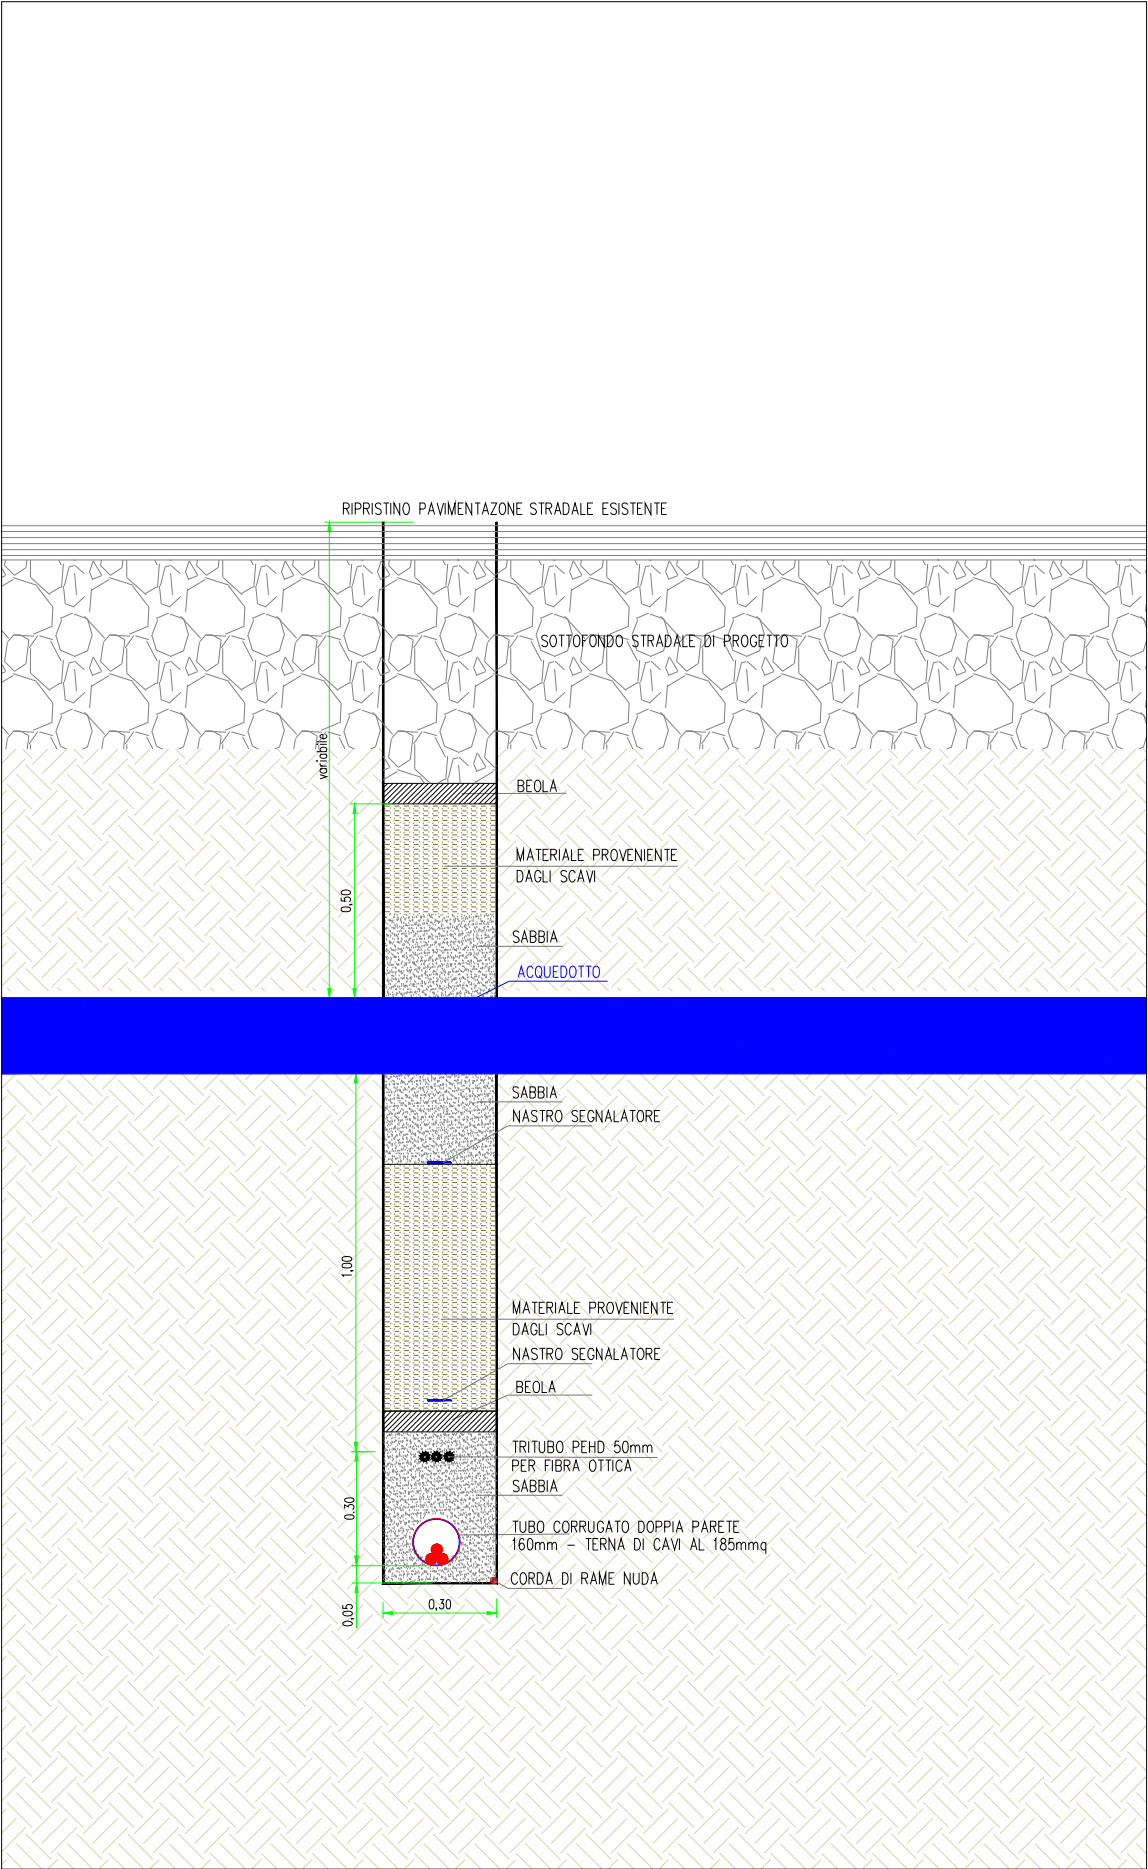 RIPRISTINO PAVIMENTAZONE STRADALE ESISTENTE
SOTTOFONDO STRADALE DI PROGETTO
variabile
BEOLA
MATERIALE PROVENIENTE
DAGLI SCAVI
0,50
SABBIA
ACQUEDOTTO
SABBIA
NASTRO SEGNALATORE
1,00
MATERIALE PROVENIENTE
DAGLI SCAVI
NASTRO SEGNALATORE
BEOLA
TRITUBO PEHD 50mm
PER FIBRA OTTICA
SABBIA
0.30
TUBO CORRUGATO DOPPIA PARETE
160mm - TERNA DI CAVI AL 185mmq
CORDA DI RAME NUDA
0,30
0,05